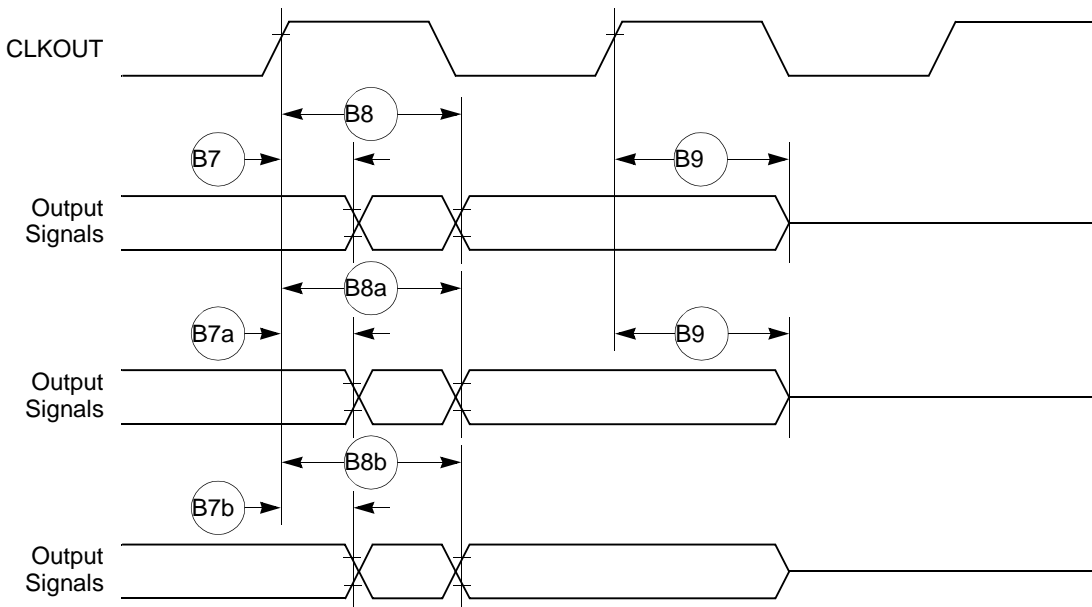 CLKOUT
B8
B7
B9
Output
Signals
B8a
B7a
B9
Output
Signals
B8b
B7b
Output
Signals